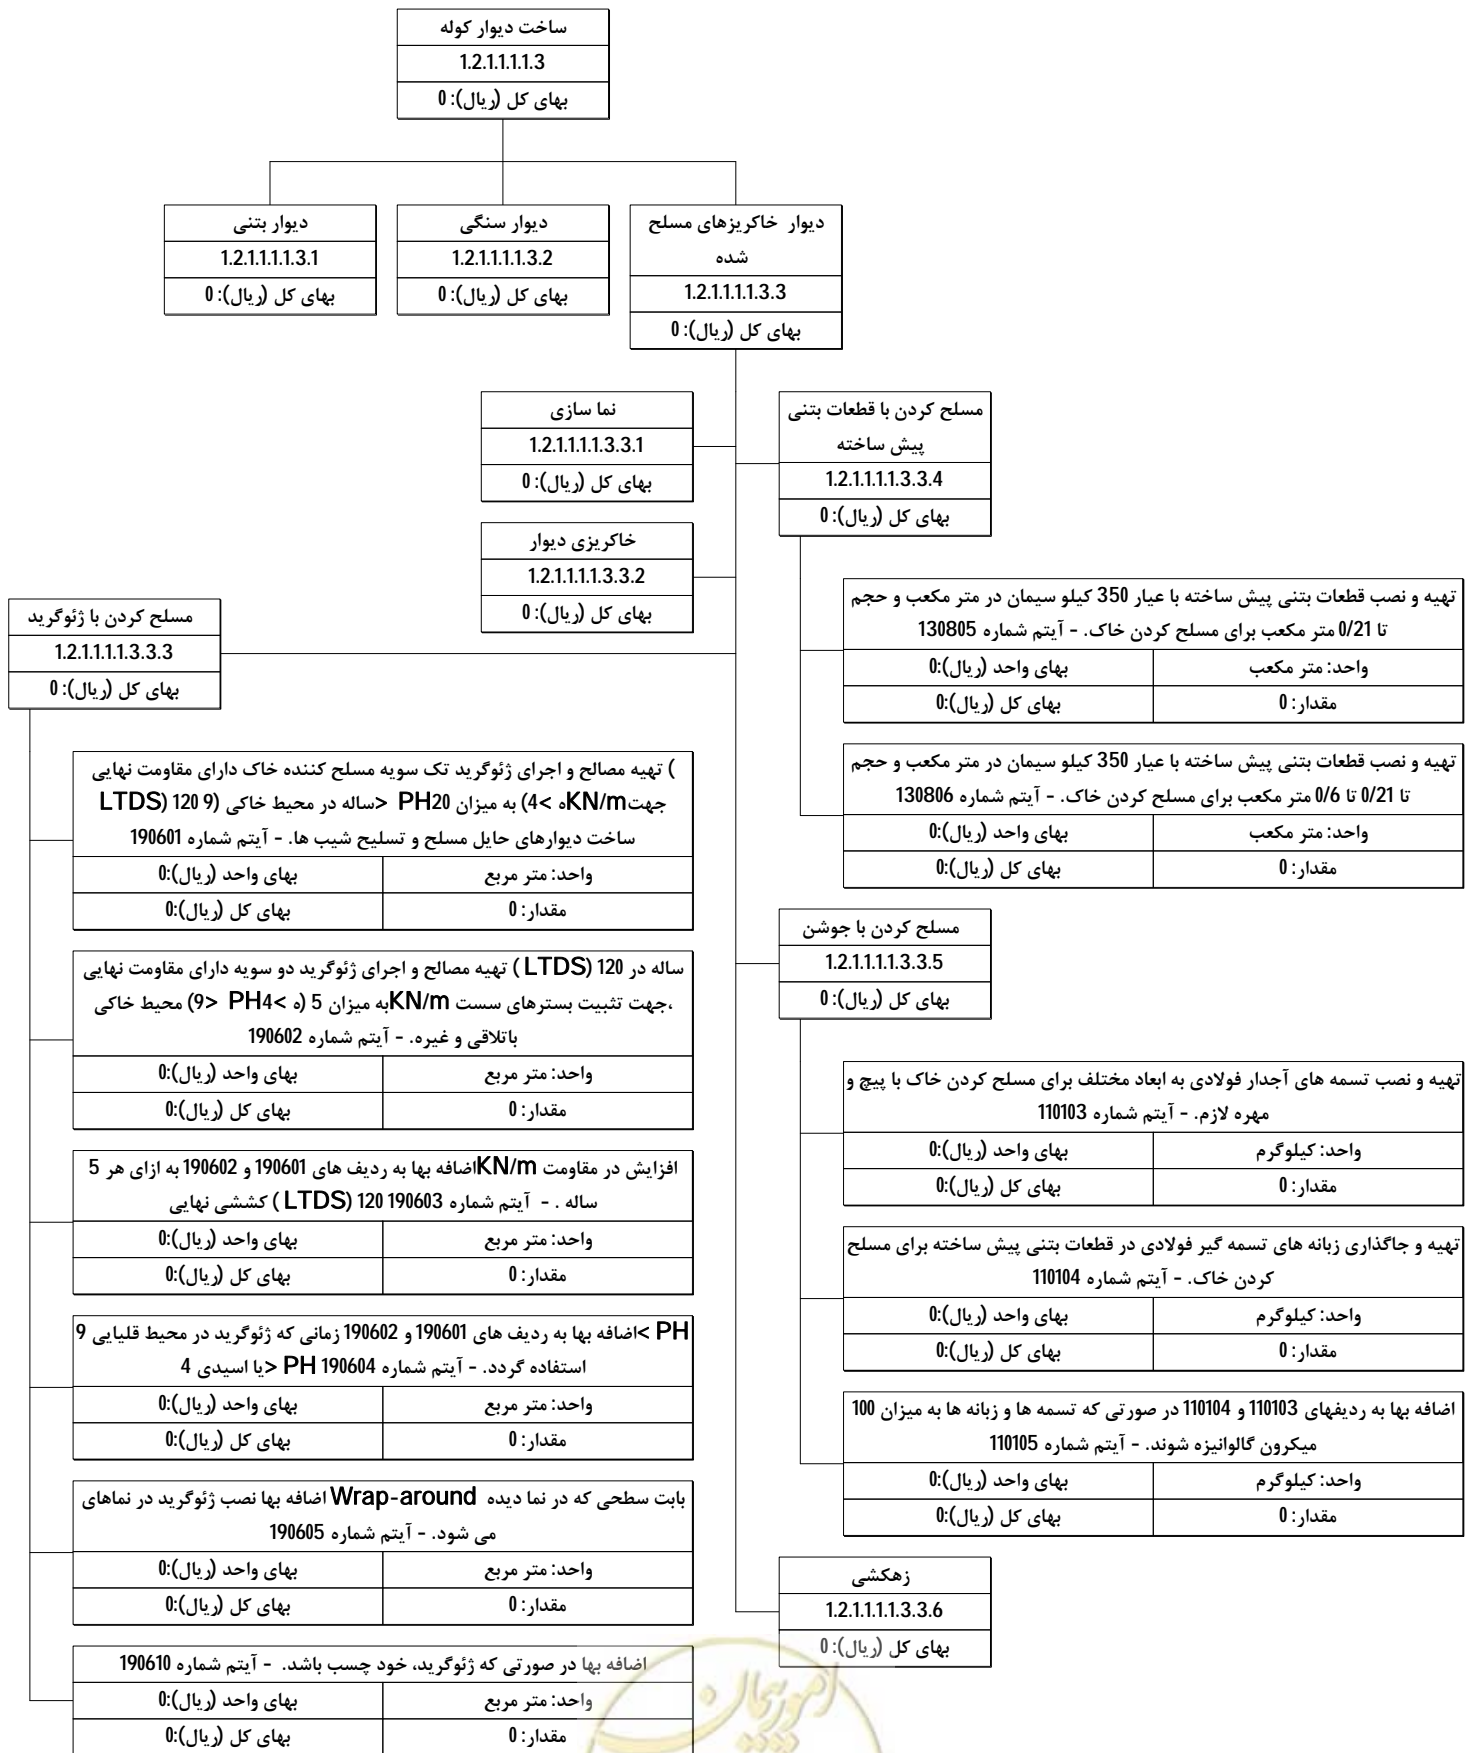 ساخت دیوار کوله
1.2.1.1.1.1.3
بهای کل (ریال): 0
دیوار بتنی
1.2.1.1.1.1.3.1
بهای کل (ریال): 0
دیوار سنگی
1.2.1.1.1.1.3.2
بهای کل (ریال): 0
دیوار خاکریزهای مسلح
شده
1.2.1.1.1.1.3.3
بهای کل (ریال): 0
نما سازی
1.2.1.1.1.1.3.3.1
بهای کل (ریال): 0
خاکریزی دیوار
1.2.1.1.1.1.3.3.2
بهای کل (ریال): 0
مسلح کردن با ژئوگرید
1.2.1.1.1.1.3.3.3
بهای کل (ریال): 0
) تهیه مصالح و اجرای ژئوگرید تک سویه مسلح کننده خاک دارای مقاومت نهایی
جهتKN/mه >4) به میزان PH20 <ساله در محیط خاکی (9 120 (LTDS
ساخت دیوارهای حایل مسلح و تسلیح شیب ها. - آیتم شماره 190601
واحد: متر مربع
بهای واحد (ریال):0
مقدار: 0
بهای کل (ریال):0
ساله در 120 (LTDS ) تهیه مصالح و اجرای ژئوگرید دو سویه دارای مقاومت نهایی
،جهت تثبیت بسترهای سست KN/mبه میزان 5 (ه >PH4 <9) محیط خاکی
باتلاقی و غیره. - آیتم شماره 190602
واحد: متر مربع
بهای واحد (ریال):0
مقدار: 0
بهای کل (ریال):0
افزایش در مقاومت KN/mاضافه بها به ردیف های 190601 و 190602 به ازای هر 5
ساله . - آیتم شماره 190603 120 (LTDS ) کششی نهایی
واحد: متر مربع
بهای واحد (ریال):0
مقدار: 0
بهای کل (ریال):0
PH >اضافه بها به ردیف های 190601 و 190602 زمانی که ژئوگرید در محیط قلیایی 9
استفاده گردد. - آیتم شماره 190604 PH <یا اسیدی 4
واحد: متر مربع
بهای واحد (ریال):0
مقدار: 0
بهای کل (ریال):0
بابت سطحی که در نما دیده Wrap-around اضافه بها نصب ژئوگرید در نماهای
می شود. - آیتم شماره 190605
واحد: متر مربع
بهای واحد (ریال):0
مقدار: 0
بهای کل (ریال):0
اضافه بها در صورتی که ژئوگرید، خود چسب باشد. - آیتم شماره 190610
واحد: متر مربع
بهای واحد (ریال):0
مقدار: 0
بهای کل (ریال):0
مسلح کردن با قطعات بتنی
پیش ساخته
1.2.1.1.1.1.3.3.4
بهای کل (ریال): 0
تهیه و نصب قطعات بتنی پیش ساخته با عیار 350 کیلو سیمان در متر مکعب و حجم
تا 0/21 متر مکعب برای مسلح کردن خاک. - آیتم شماره 130805
واحد: متر مکعب
بهای واحد (ریال):0
مقدار: 0
بهای کل (ریال):0
تهیه و نصب قطعات بتنی پیش ساخته با عیار 350 کیلو سیمان در متر مکعب و حجم
تا 0/21 تا 0/6 متر مکعب برای مسلح کردن خاک. - آیتم شماره 130806
واحد: متر مکعب
بهای واحد (ریال):0
مقدار: 0
بهای کل (ریال):0
مسلح کردن با جوشن
1.2.1.1.1.1.3.3.5
بهای کل (ریال): 0
تهیه و نصب تسمه های آجدار فولادی به ابعاد مختلف برای مسلح کردن خاک با پیچ و
مهره لازم. - آیتم شماره 110103
واحد: کیلوگرم
بهای واحد (ریال):0
مقدار: 0
بهای کل (ریال):0
تهیه و جاگذاری زبانه های تسمه گیر فولادی در قطعات بتنی پیش ساخته برای مسلح
کردن خاک. - آیتم شماره 110104
واحد: کیلوگرم
بهای واحد (ریال):0
مقدار: 0
بهای کل (ریال):0
اضافه بها به ردیفهای 110103 و 110104 در صورتی که تسمه ها و زبانه ها به میزان 100
میکرون گالوانیزه شوند. - آیتم شماره 110105
واحد: کیلوگرم
بهای واحد (ریال):0
مقدار: 0
بهای کل (ریال):0
زهکشی
1.2.1.1.1.1.3.3.6
بهای کل (ریال): 0
امورپیمان